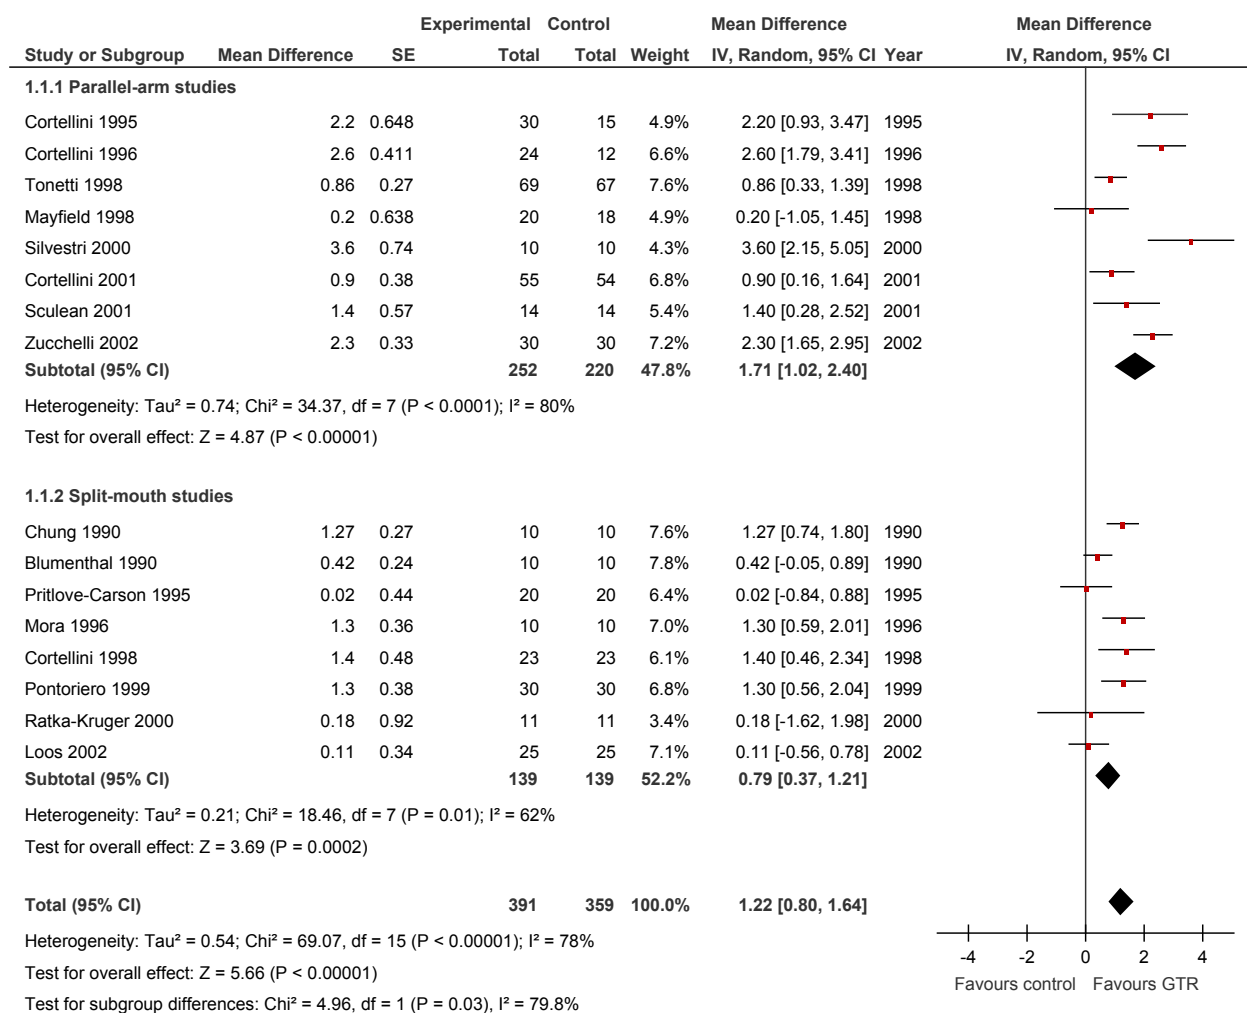 Experimental Control Mean Difference Mean Difference
Study or Subgroup Mean Difference SE Total Total Weight IV, Random, 95% CI Year IV, Random, 95% CI
1.1.1 Parallel-arm studies
Cortellini 1995 2.2 0.648 30 15 4.9% 2.20 [0.93, 3.47] 1995
Cortellini 1996 2.6 0.411 24 12 6.6% 2.60 [1.79, 3.41] 1996
Tonetti 1998 0.86 0.27 69 67 7.6% 0.86 [0.33, 1.39] 1998
Mayfield 1998 0.2 0.638 20 18 4.9% 0.20 [-1.05, 1.45] 1998
Silvestri 2000 3.6 0.74 10 10 4.3% 3.60 [2.15, 5.05] 2000
Cortellini 2001 0.9 0.38 55 54 6.8% 0.90 [0.16, 1.64] 2001
Sculean 2001 1.4 0.57 14 14 5.4% 1.40 [0.28, 2.52] 2001
Zucchelli 2002 2.3 0.33 30 30 7.2% 2.30 [1.65, 2.95] 2002
Subtotal (95% CI) 252 220 47.8% 1.71 [1.02, 2.40]
Heterogeneity: Tau² = 0.74; Chi² = 34.37, df = 7 (P < 0.0001); I² = 80%
Test for overall effect: Z = 4.87 (P < 0.00001)
1.1.2 Split-mouth studies
Chung 1990 1.27 0.27 10 10 7.6% 1.27 [0.74, 1.80] 1990
Blumenthal 1990 0.42 0.24 10 10 7.8% 0.42 [-0.05, 0.89] 1990
Pritlove-Carson 1995 0.02 0.44 20 20 6.4% 0.02 [-0.84, 0.88] 1995
Mora 1996 1.3 0.36 10 10 7.0% 1.30 [0.59, 2.01] 1996
Cortellini 1998 1.4 0.48 23 23 6.1% 1.40 [0.46, 2.34] 1998
Pontoriero 1999 1.3 0.38 30 30 6.8% 1.30 [0.56, 2.04] 1999
Ratka-Kruger 2000 0.18 0.92 11 11 3.4% 0.18 [-1.62, 1.98] 2000
Loos 2002 0.11 0.34 25 25 7.1% 0.11 [-0.56, 0.78] 2002
Subtotal (95% CI) 139 139 52.2% 0.79 [0.37, 1.21]
Heterogeneity: Tau² = 0.21; Chi² = 18.46, df = 7 (P = 0.01); I² = 62%
Test for overall effect: Z = 3.69 (P = 0.0002)
Total (95% CI) 391 359 100.0% 1.22 [0.80, 1.64]
Heterogeneity: Tau² = 0.54; Chi² = 69.07, df = 15 (P < 0.00001); I² = 78%
Test for overall effect: Z = 5.66 (P < 0.00001)
Test for subgroup differences: Chi² = 4.96, df = 1 (P = 0.03), I² = 79.8%
-4 -2 0 2 4
Favours control Favours GTR